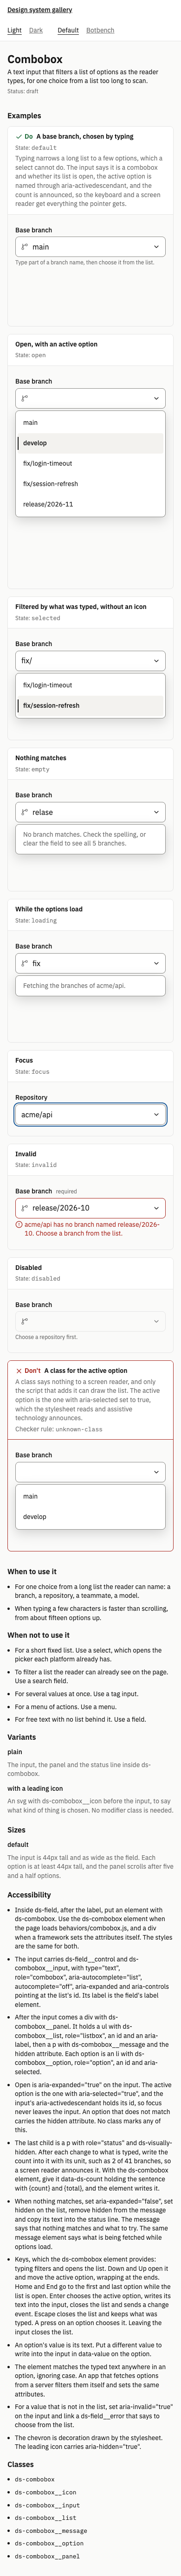 Design system gallery
Light Dark Default Botbench
Combobox
A text input that filters a list of options as the reader
types, for one choice from a list too long to scan.
Status: draft
Examples
Do A base branch, chosen by typing
State: default
Typing narrows a long list to a few options, which a
select cannot do. The input says it is a combobox
and whether its list is open, the active option is
named through aria-activedescendant, and the
count is announced, so the keyboard and a screen
reader get everything the pointer gets.
Base branch
main
Type part of a branch name, then choose it from the list.
Open, with an active option
State: open
Base branch
main
develop
fix/login-timeout
fix/session-refresh
release/2026-11
Filtered by what was typed, without an icon
State: selected
Base branch
fix/
fix/login-timeout
fix/session-refresh
Nothing matches
State: empty
Base branch
relase
No branch matches. Check the spelling, or
clear the field to see all 5 branches.
While the options load
State: loading
Base branch
fix
Fetching the branches of acme/api.
Focus
State: focus
Repository
acme/api
Invalid
State: invalid
Base branch required
release/2026-10
acme/api has no branch named release/2026-
10. Choose a branch from the list.
Disabled
State: disabled
Base branch
Choose a repository first.
Don't A class for the active option
A class says nothing to a screen reader, and only
the script that adds it can draw the list. The active
option is the one with aria-selected set to true,
which the stylesheet reads and assistive
technology announces.
Checker rule: unknown-class
Base branch
main
develop
When to use it
For one choice from a long list the reader can name: a
branch, a repository, a teammate, a model.
When typing a few characters is faster than scrolling,
from about fifteen options up.
When not to use it
For a short fixed list. Use a select, which opens the
picker each platform already has.
To filter a list the reader can already see on the page.
Use a search field.
For several values at once. Use a tag input.
For a menu of actions. Use a menu.
For free text with no list behind it. Use a field.
Variants
plain
The input, the panel and the status line inside ds-
combobox.
with a leading icon
An svg with ds-combobox__icon before the input, to say
what kind of thing is chosen. No modifier class is needed.
Sizes
default
The input is 44px tall and as wide as the field. Each
option is at least 44px tall, and the panel scrolls after five
and a half options.
Accessibility
Inside ds-field, after the label, put an element with
ds-combobox. Use the ds-combobox element when
the page loads behaviors/combobox.js, and a div
when a framework sets the attributes itself. The styles
are the same for both.
The input carries ds-field__control and ds-
combobox__input, with type="text",
role="combobox", aria-autocomplete="list",
autocomplete="off", aria-expanded and aria-controls
pointing at the list's id. Its label is the field's label
element.
After the input comes a div with ds-
combobox__panel. It holds a ul with ds-
combobox__list, role="listbox", an id and an aria-
label, then a p with ds-combobox__message and the
hidden attribute. Each option is an li with ds-
combobox__option, role="option", an id and aria-
selected.
Open is aria-expanded="true" on the input. The active
option is the one with aria-selected="true", and the
input's aria-activedescendant holds its id, so focus
never leaves the input. An option that does not match
carries the hidden attribute. No class marks any of
this.
The last child is a p with role="status" and ds-visually-
hidden. After each change to what is typed, write the
count into it with its unit, such as 2 of 41 branches, so
a screen reader announces it. With the ds-combobox
element, give it data-ds-count holding the sentence
with {count} and {total}, and the element writes it.
When nothing matches, set aria-expanded="false", set
hidden on the list, remove hidden from the message
and copy its text into the status line. The message
says that nothing matches and what to try. The same
message element says what is being fetched while
options load.
Keys, which the ds-combobox element provides:
typing filters and opens the list. Down and Up open it
and move the active option, wrapping at the ends.
Home and End go to the first and last option while the
list is open. Enter chooses the active option, writes its
text into the input, closes the list and sends a change
event. Escape closes the list and keeps what was
typed. A press on an option chooses it. Leaving the
input closes the list.
An option's value is its text. Put a different value to
write into the input in data-value on the option.
The element matches the typed text anywhere in an
option, ignoring case. An app that fetches options
from a server filters them itself and sets the same
attributes.
For a value that is not in the list, set aria-invalid="true"
on the input and link a ds-field__error that says to
choose from the list.
The chevron is decoration drawn by the stylesheet.
The leading icon carries aria-hidden="true".
Classes
ds-combobox
ds-combobox__icon
ds-combobox__input
ds-combobox__list
ds-combobox__message
ds-combobox__option
ds-combobox__panel